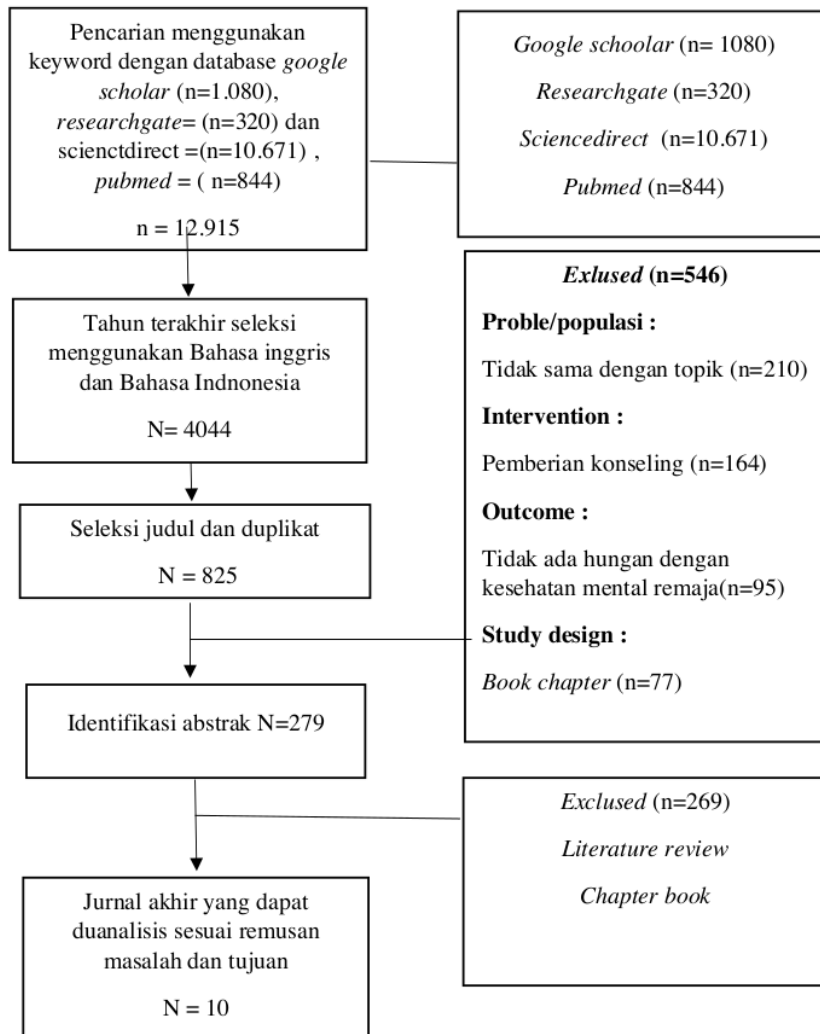 Pencarian menggunakan
keyword dengan database google
scholar (n=1.080),
researchgate= (n=320) dan
scienctdirect =(n=10.671) ,
pubmed = ( n=844)
n = 12.915
Google schoolar (n= 1080)
Researchgate (n=320)
Sciencedirect (n=10.671)
Pubmed (n=844)
Tahun terakhir seleksi
menggunakan Bahasa inggris
dan Bahasa Indnonesia
N= 4044
Seleksi judul dan duplikat
N = 825
Exlused (n=546)
Proble/populasi :
Tidak sama dengan topik (n=210)
Intervention :
Pemberian konseling (n=164)
Outcome :
Tidak ada hungan dengan
kesehatan mental remaja(n=95)
Study design :
Book chapter (n=77)
Identifikasi abstrak N=279
Exclused (n=269)
Literature review
Chapter book
Jurnal akhir yang dapat
duanalisis sesuai remusan
masalah dan tujuan
N = 10